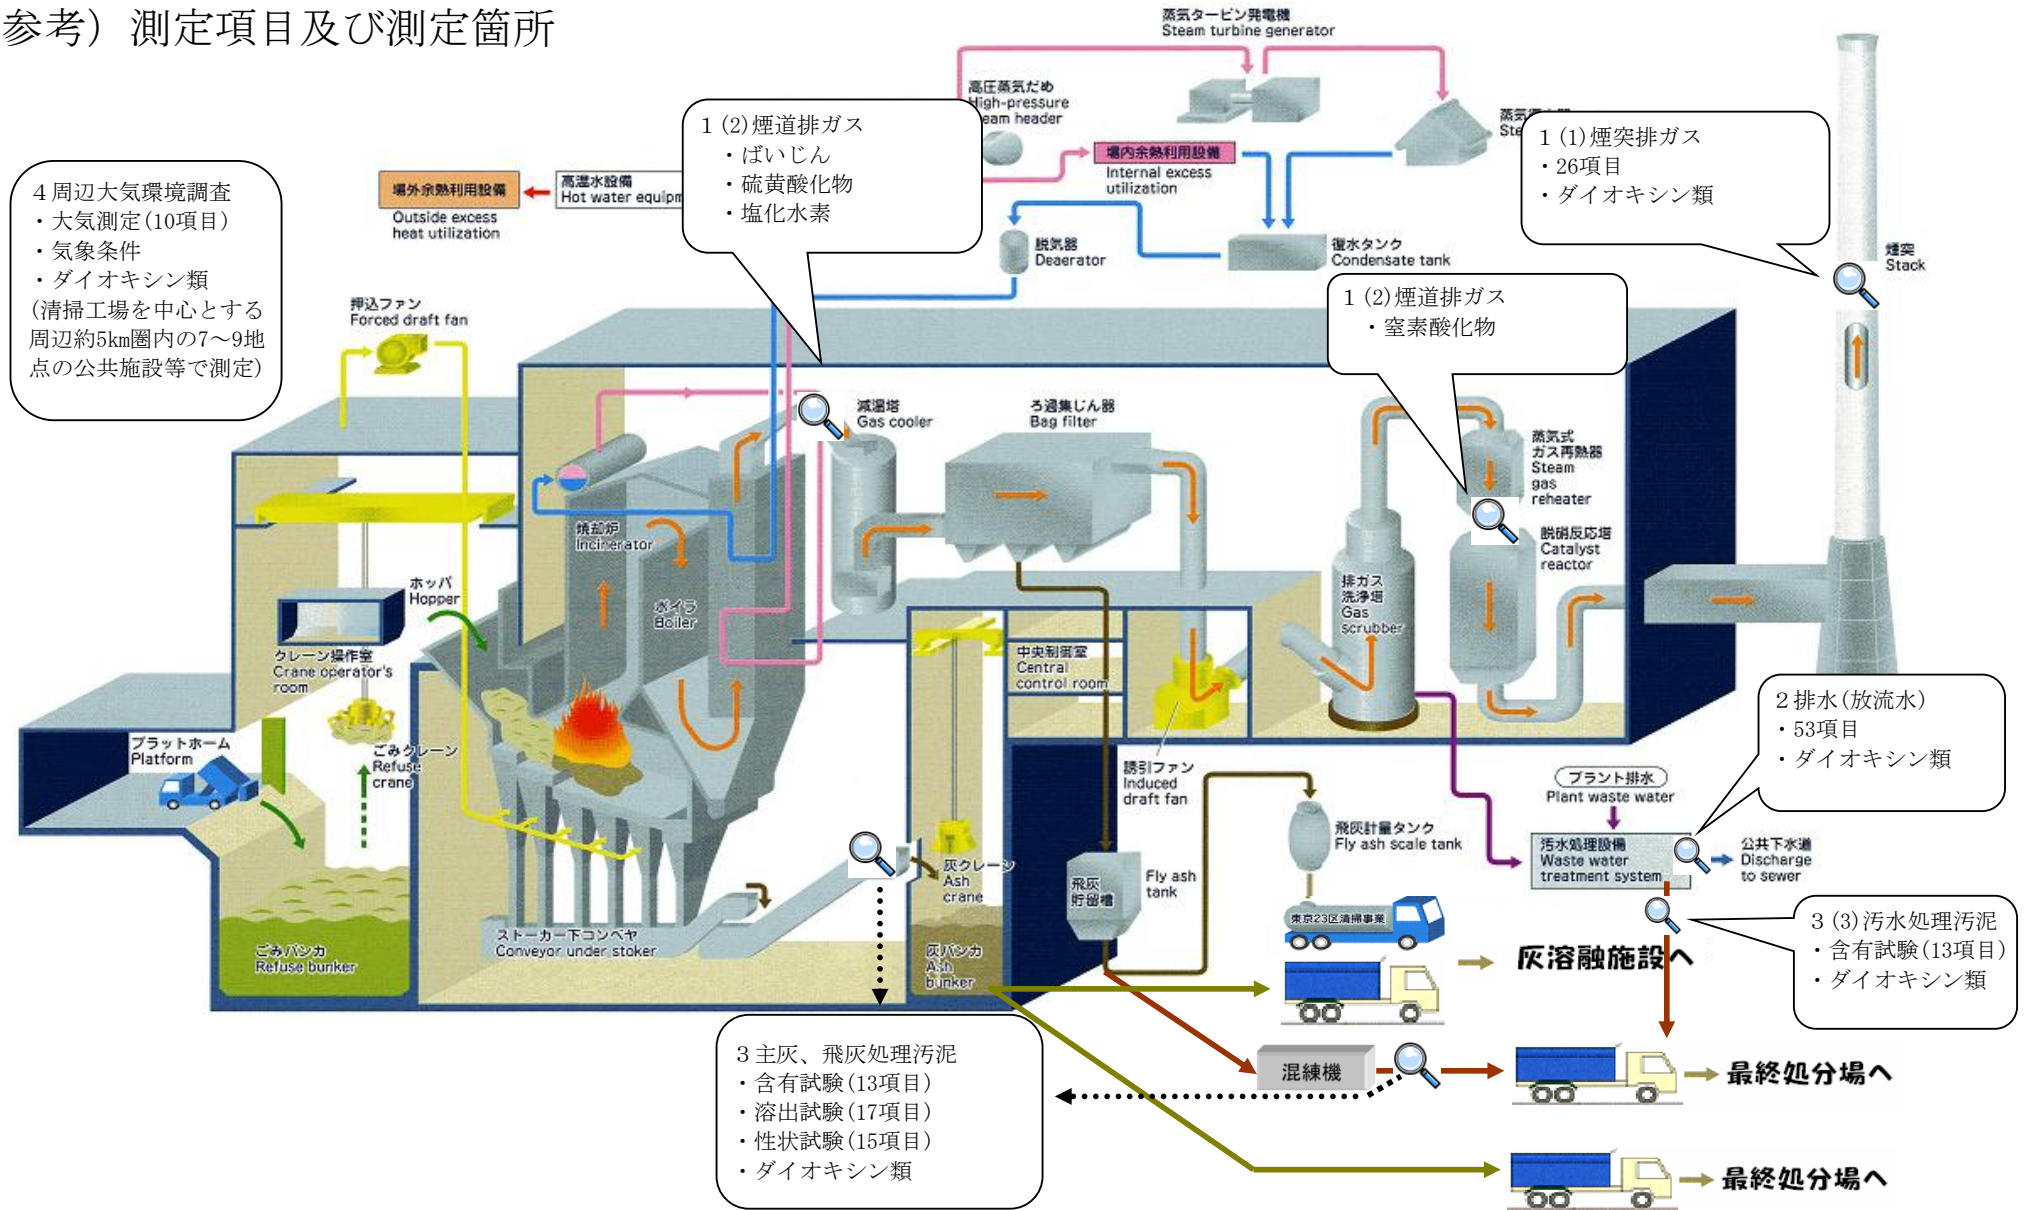 参考）測定項目及び測定箇所
蒸気タービン発電機
Steam turbine generator
高圧蒸気だめ
High-pressure
eam header
蒸気
Ste
1 (2)煙道排ガス
・ばいじん
・硫黄酸化物
・塩化水素
1 (1)煙突排ガス
・26項目
・ダイオキシン類
4 周辺大気環境調査
・大気測定(10項目)
・気象条件
・ダイオキシン類
(清掃工場を中心とする
周辺約5km圏内の7～9地
点の公共施設等で測定)
場外余熱利用設備
Outside excess
heat utilization
高温水設備
Hot water equipm
場内余熱利用設備
Internal excess
utilization
脱気器
Deaerator
復水タンク
Condensate tank
煙突
Stack
1 (2)煙道排ガス
・窒素酸化物
押込ファン
Forced draft fan
減温塔
Gas cooler
ろ過集じん器
Bag filter
蒸気式
ガス再熱器
Steam
gas
reheater
焼却炉
Incinerator
脱硝反応塔
Catalyst
reactor
ホッパ
Hopper
ボイラ
Boiler
排ガス
洗浄塔
Gas
scrubber
クレーン操作室
Crane operator's
room
中央制御室
Central
control room
2 排水(放流水)
・53項目
・ダイオキシン類
プラットホーム
Platform
ごみクレーン
Refuse
crane
誘引ファン
Induced
draft fan
プラント排水
Plant waste water
飛灰計量タンク
Fly ash scale tank
汚水処理設備
Waste water
treatment system
公共下水道
Discharge
to sewer
灰クレーン
Ash
crane
飛灰
貯留槽
Fly ash
tank
東京23区清掃事業
3 (3)汚水処理汚泥
・含有試験(13項目)
・ダイオキシン類
ごみバンカ
Refuse bunker
ストーカー下コンベヤ
Conveyor under stoker
灰バンカ
Ash
bunker
灰溶融施設へ
3 主灰、飛灰処理汚泥
・含有試験(13項目)
・溶出試験(17項目)
・性状試験(15項目)
・ダイオキシン類
混練機
最終処分場へ
最終処分場へ